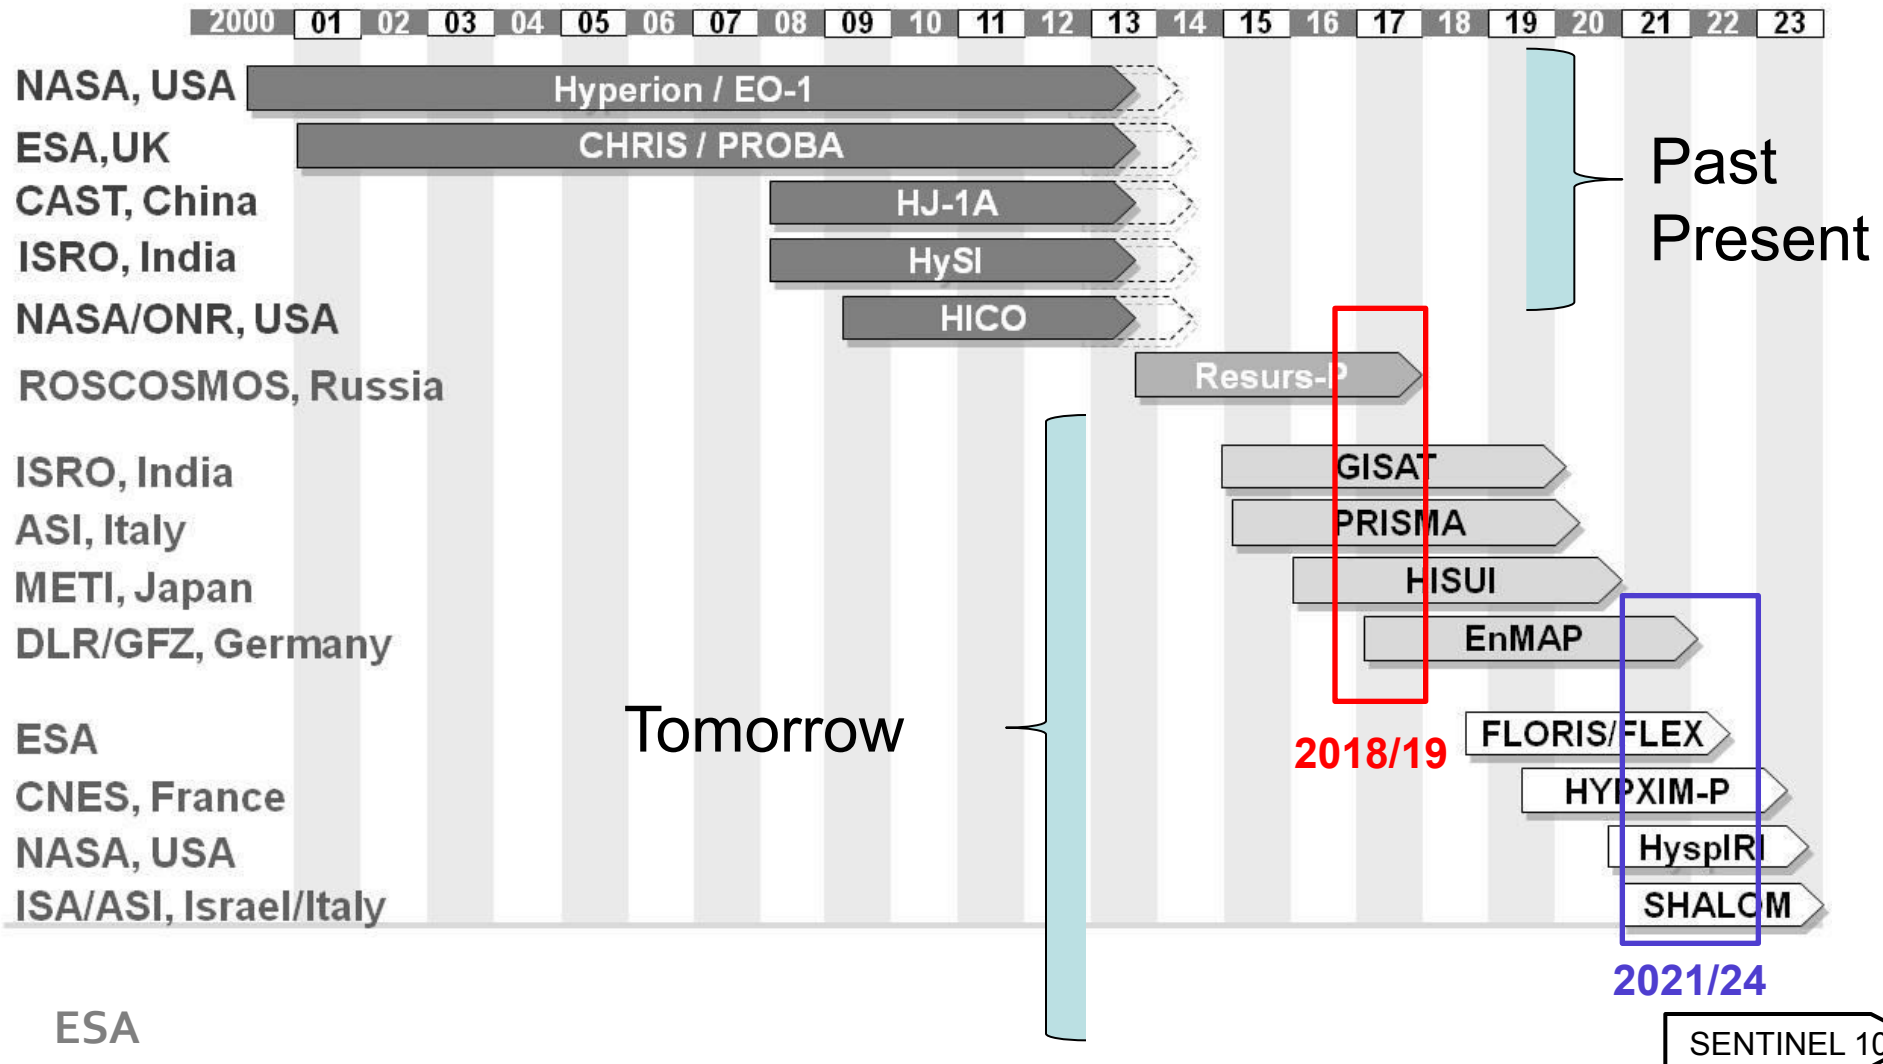 2000 01 02 03 04 05 06 07 08 09 10 11 12 13 14 15 16 17 18 19 20 21 22 23
NASA, USA Hyperion / EO-1
ESA,UK CHRIS / PROBA
CAST, China HJ-1A
ISRO, India HySI
NASA/ONR, USA HICO
Past
Present
ROSCOSMOS, Russia Resurs-P
ISRO, India GISAT
ASI, Italy PRISMA
METI, Japan HISUI
DLR/GFZ, Germany EnMAP
Tomorrow
2018/19
ESA FLORIS/FLEX
CNES, France HYPXIM-P
NASA, USA HyspIRI
ISA/ASI, Israel/Italy SHALOM
2021/24
ESA
SENTINEL 10